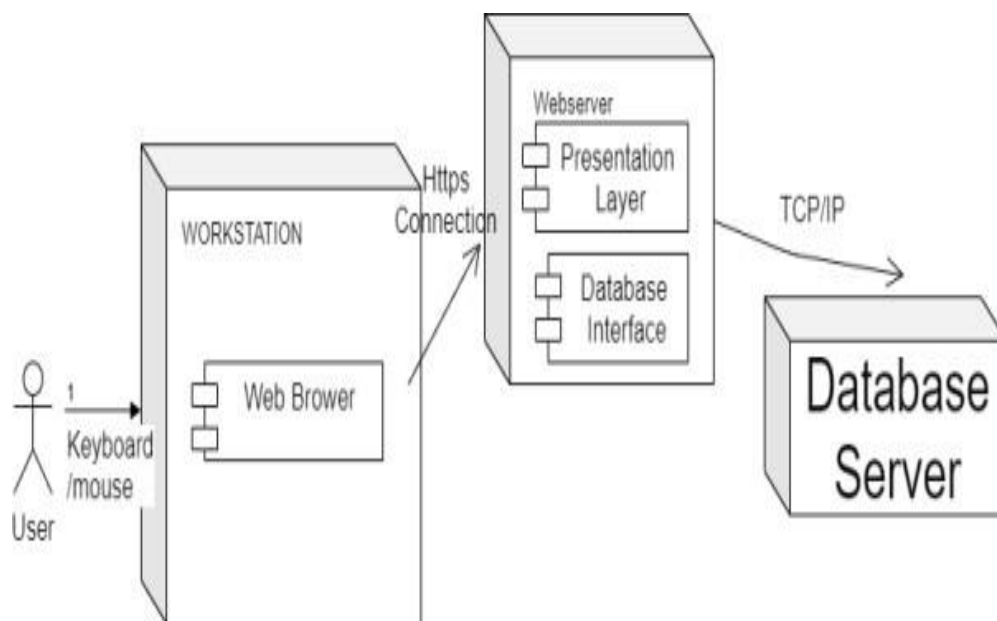 User
1
Keyboard
/mouse
WORKSTATION
Web Brower
Https
Connection
Webserver
Presentation
Layer
Database
Interface
TCP/IP
Database
Server